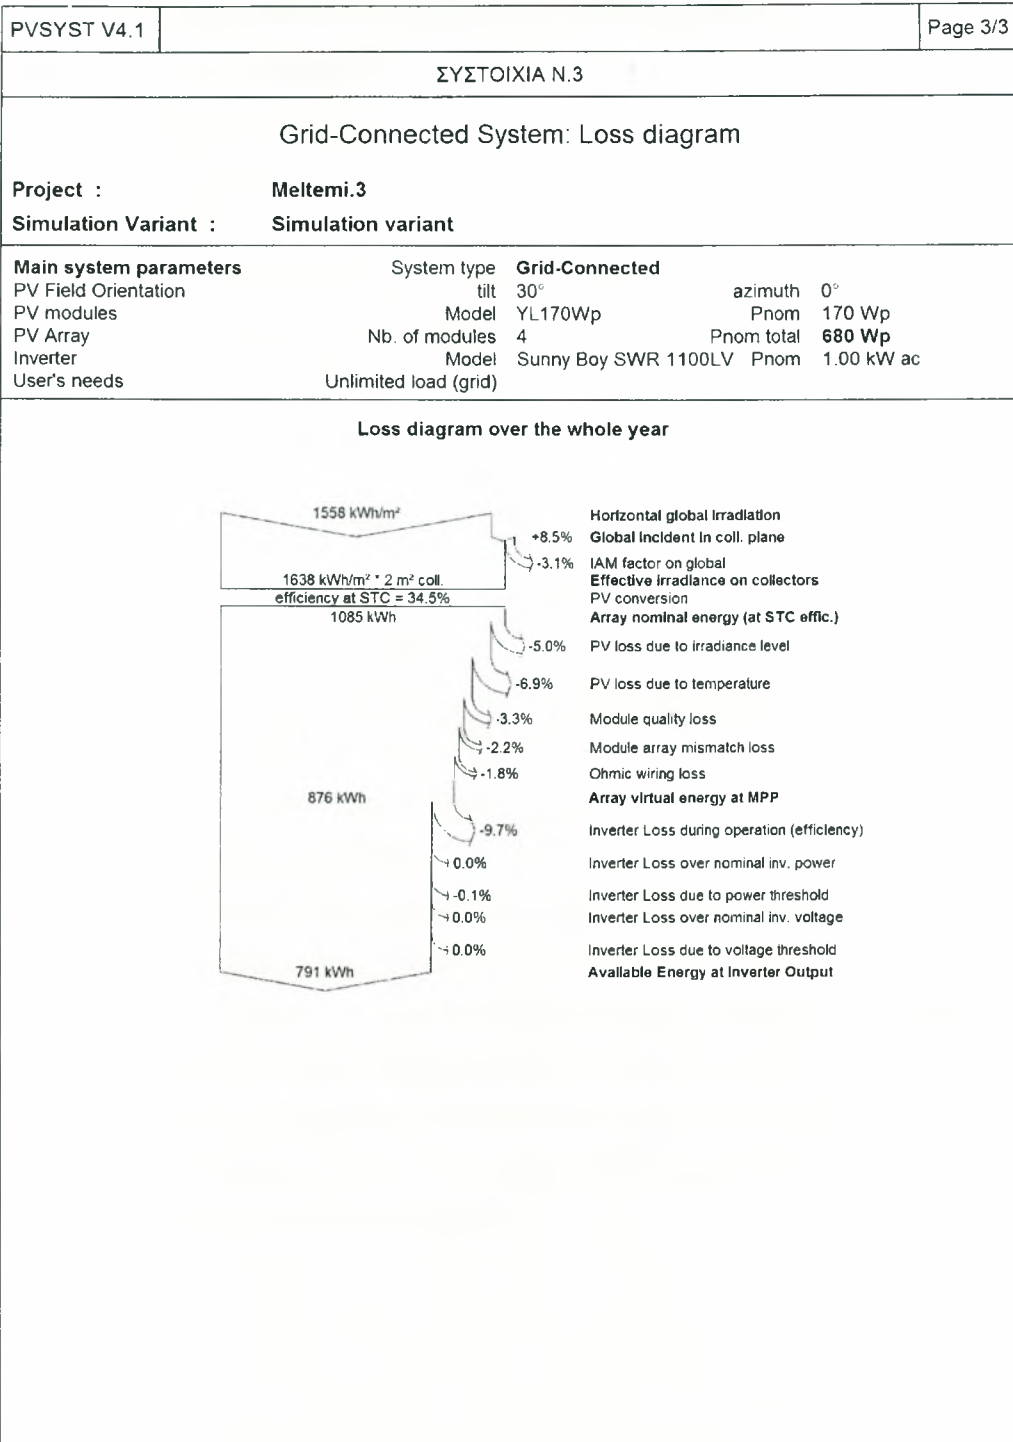 PVSYST V4.1 Page 3/3
ΣΥΣΤΟΙΧΙΑ Ν.3
Grid-Connected System: Loss diagram
Project : Meltemi.3
Simulation Variant : Simulation variant
Main system parameters System type Grid-Connected
PV Field Orientation tilt 30° azimuth 0°
PV modules Model YL170Wp Pnom 170 Wp
PV Array Nb. of modules 4 Pnom total 680 Wp
Inverter Model Sunny Boy SWR 1100LV Pnom 1.00 kW ac
User's needs Unlimited load (grid)
Loss diagram over the whole year
1558 kWh/m² Horizontal global irradiation
+8.5% Global incident in coll. plane
-3.1% IAM factor on global
1638 kWh/m² * 2 m² coll. Effective irradiance on collectors
efficiency at STC = 34.5% PV conversion
1085 kWh Array nominal energy (at STC effic.)
-5.0% PV loss due to irradiance level
-6.9% PV loss due to temperature
-3.3% Module quality loss
-2.2% Module array mismatch loss
-1.8% Ohmic wiring loss
876 kWh Array virtual energy at MPP
-9.7% Inverter Loss during operation (efficiency)
0.0% Inverter Loss over nominal inv. power
-0.1% Inverter Loss due to power threshold
0.0% Inverter Loss over nominal inv. voltage
0.0% Inverter Loss due to voltage threshold
791 kWh Available Energy at Inverter Output